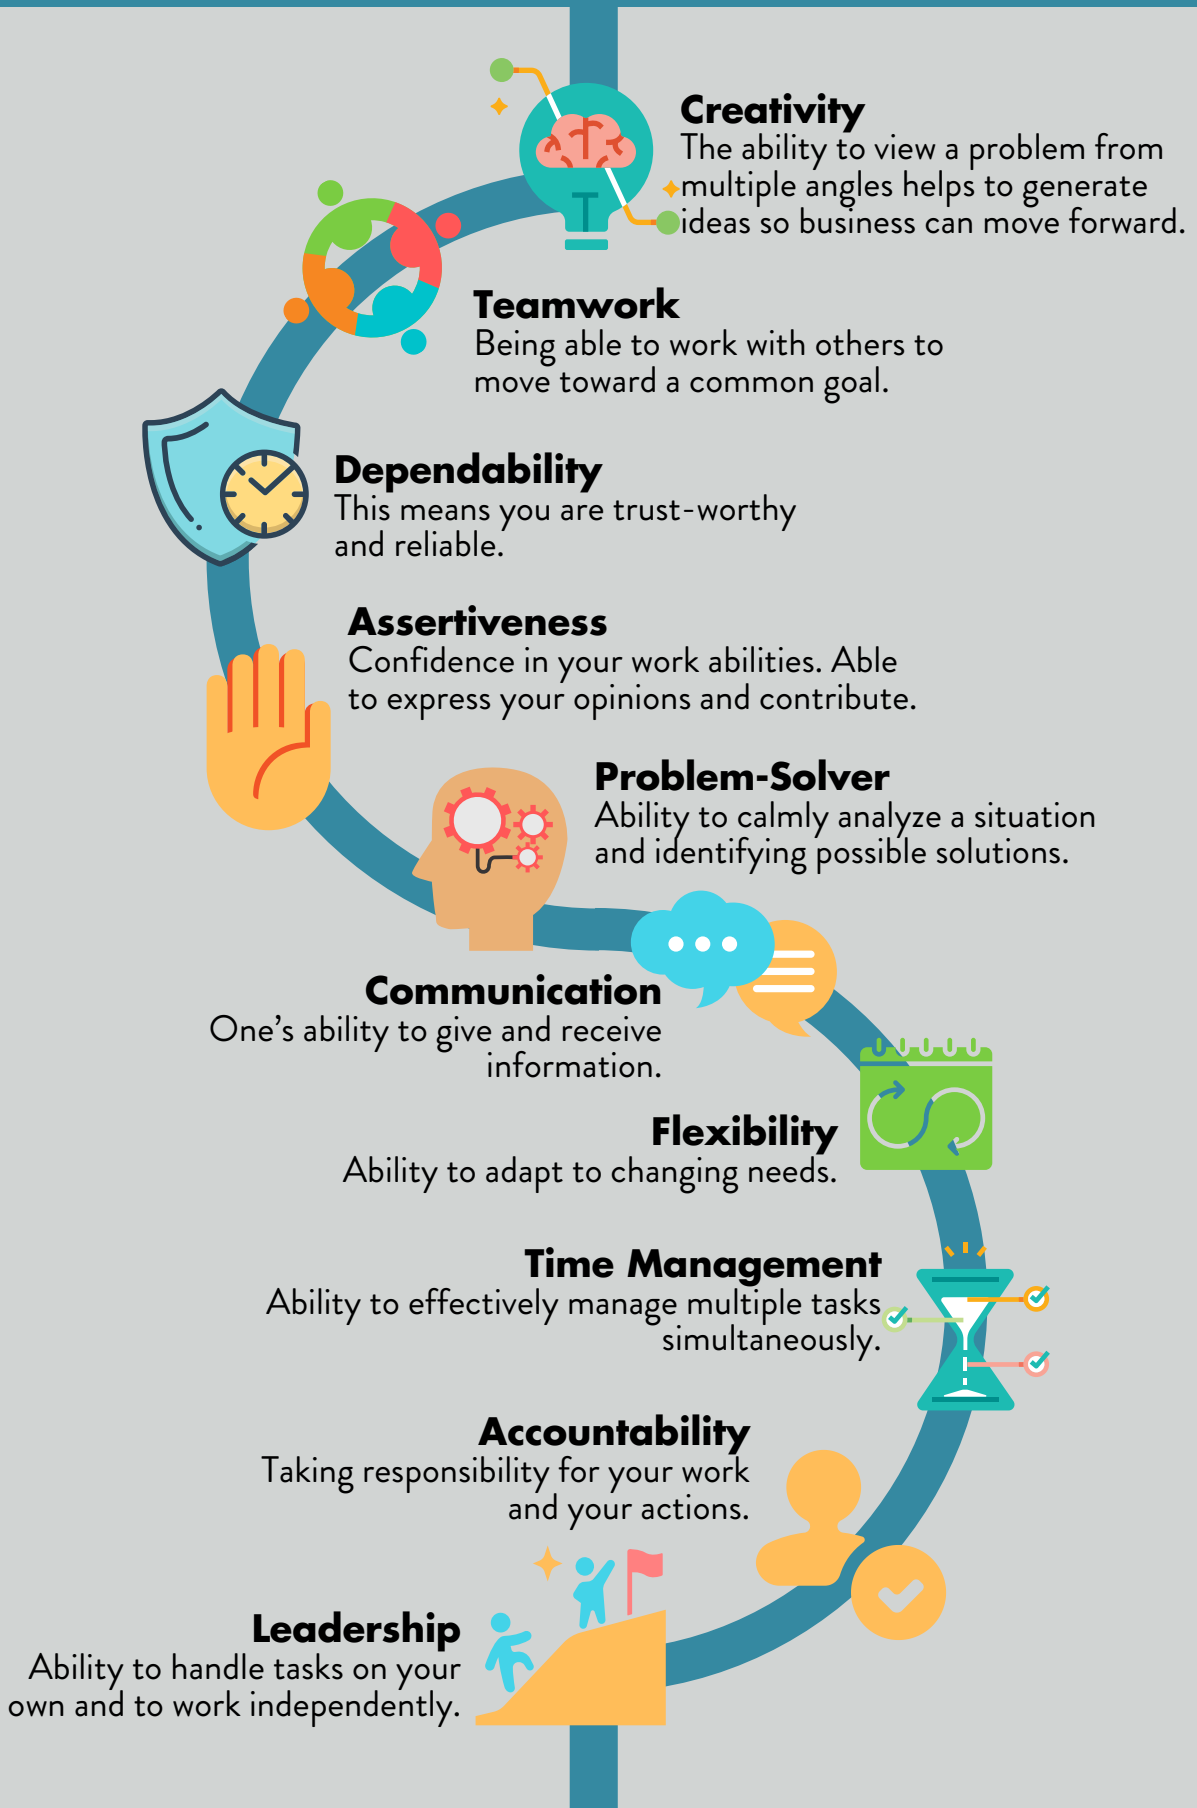 Creativity
The ability to view a problem from
multiple angles helps to generate
ideas so business can move forward.
Teamwork
Being able to work with others to
move toward a common goal.
Dependability
This means you are trust-worthy
and reliable.
Assertiveness
Confidence in your work abilities. Able
to express your opinions and contribute.
Problem-Solver
Ability to calmly analyze a situation
and identifying possible solutions.
Communication
One's ability to give and receive
information.
Flexibility
Ability to adapt to changing needs.
Time Management
Ability to effectively manage multiple tasks
simultaneously.
Accountability
Taking responsibility for your work
and your actions.
Leadership
Ability to handle tasks on your
own and to work independently.